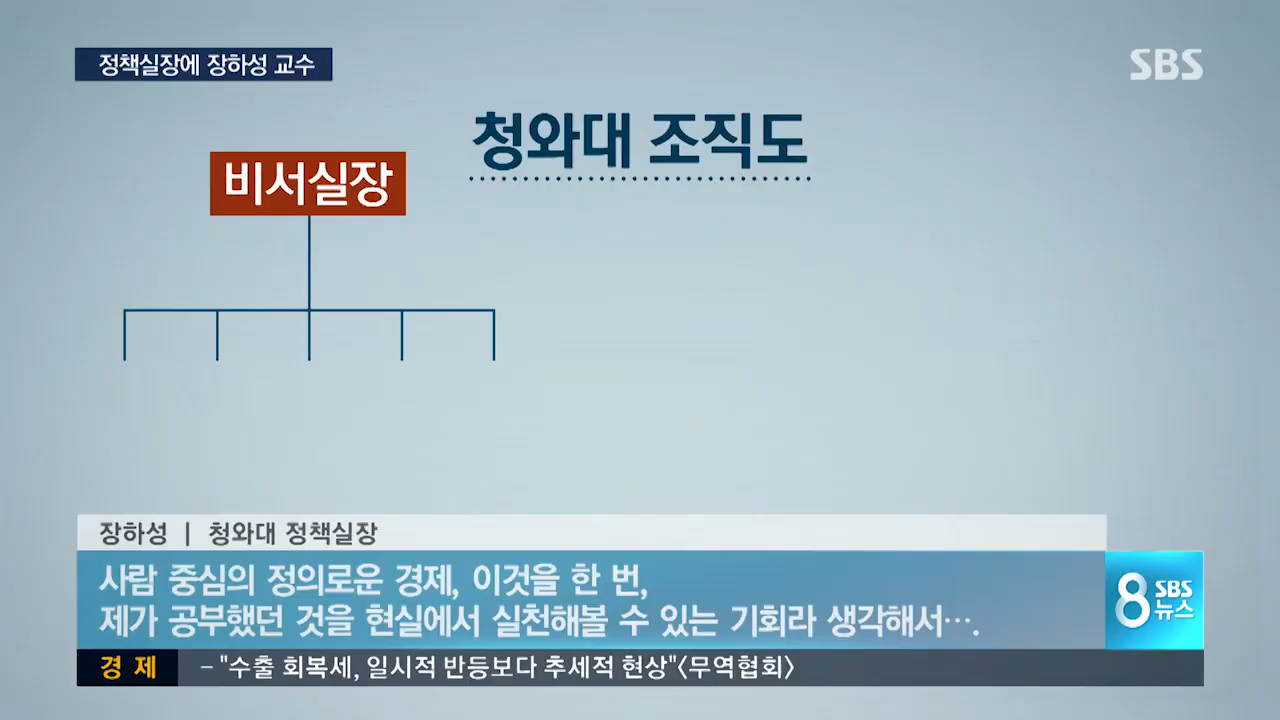 정책실장에 장하성 교수
SBS
청와대 조직도
비서실장
장하성 | 청와대 정책실장
사람 중심의 정의로운 경제, 이것을 한 번,
제가 공부했던 것을 현실에서 실천해볼 수 있는 기회라 생각해서….
8 SBS 뉴스
경제 -"수출 회복세, 일시적 반등보다 추세적 현상"〈무역협회〉